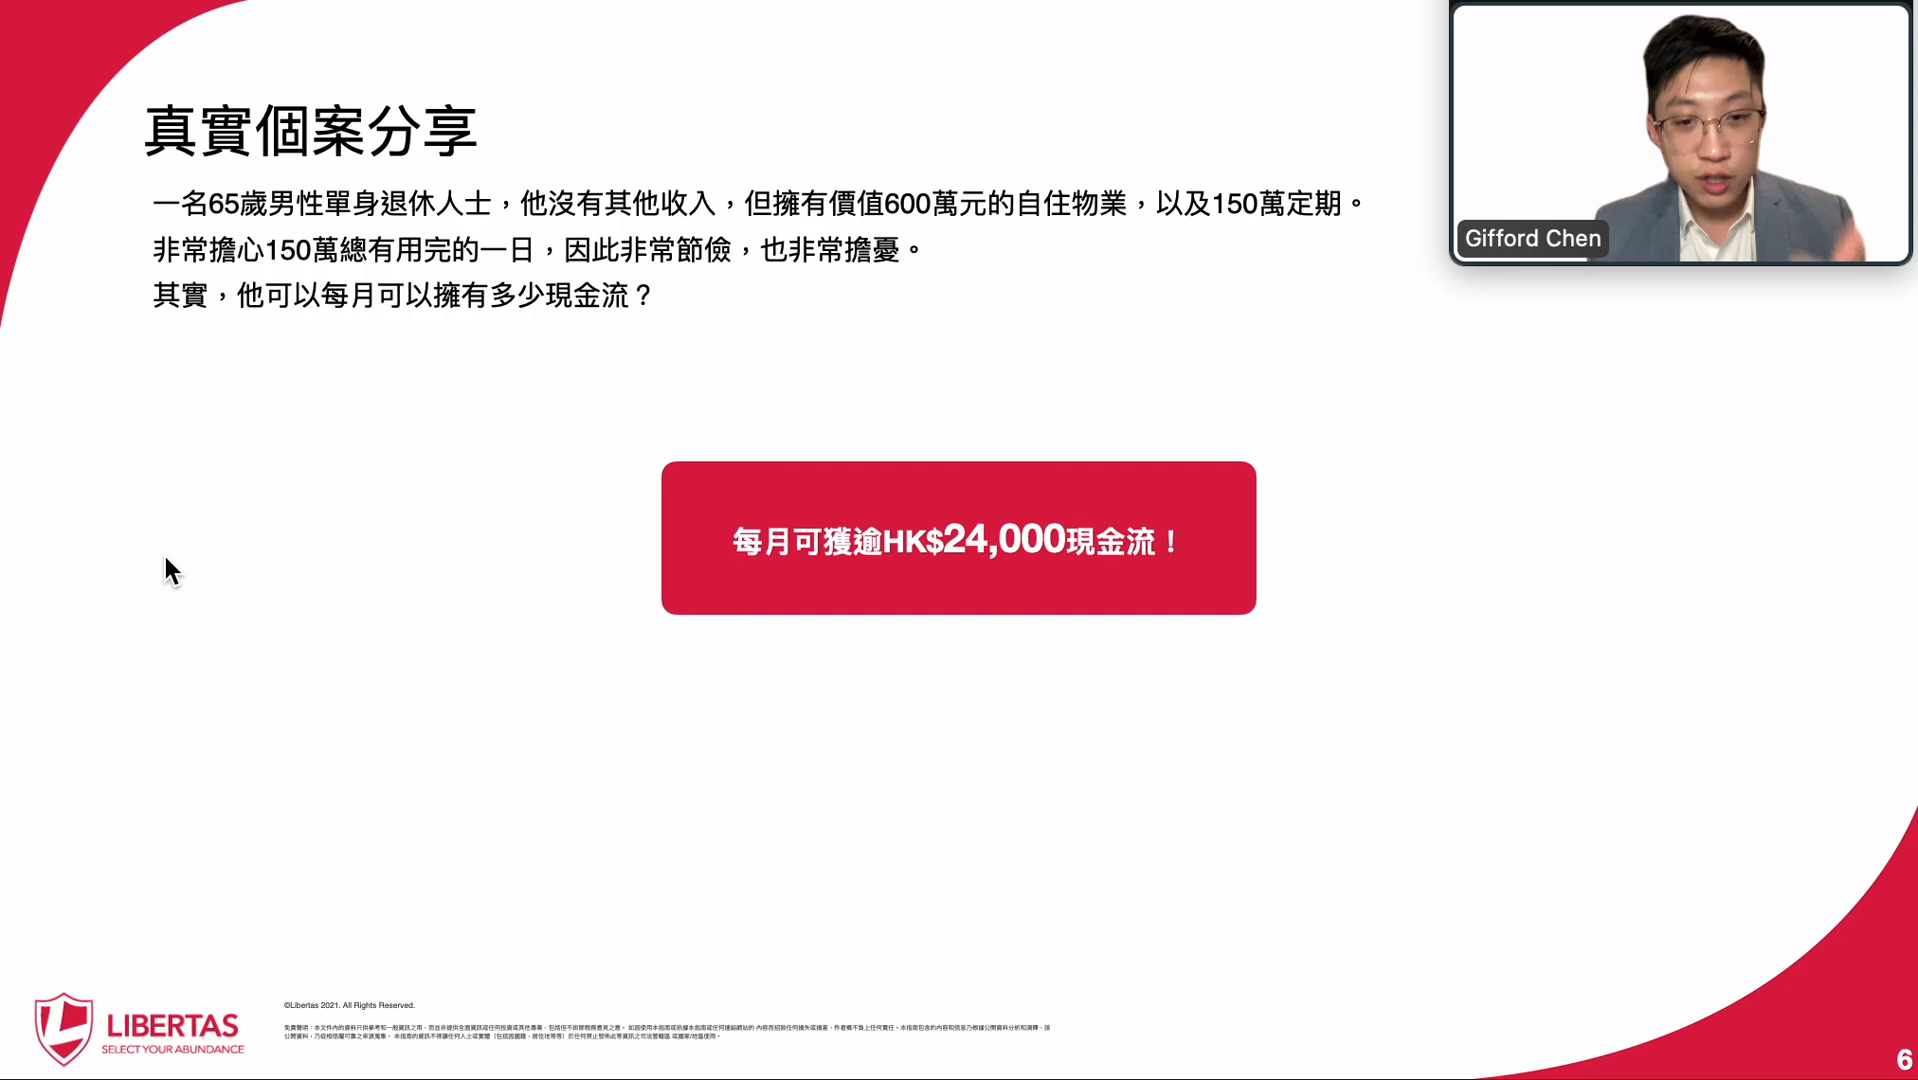 真實個案分享
一名65歲男性單身退休人士，他沒有其他收入，但擁有價值600萬元的自住物業，以及150萬定期。
非常擔心150萬總有用完的一日，因此非常節儉，也非常擔憂。
其實，他可以每月可以擁有多少現金流？
Gifford Chen
每月可獲逾HK$24,000現金流！
LIBERTAS
SELECT YOUR ABUNDANCE
©Libertas 2021. All Rights Reserved.
6